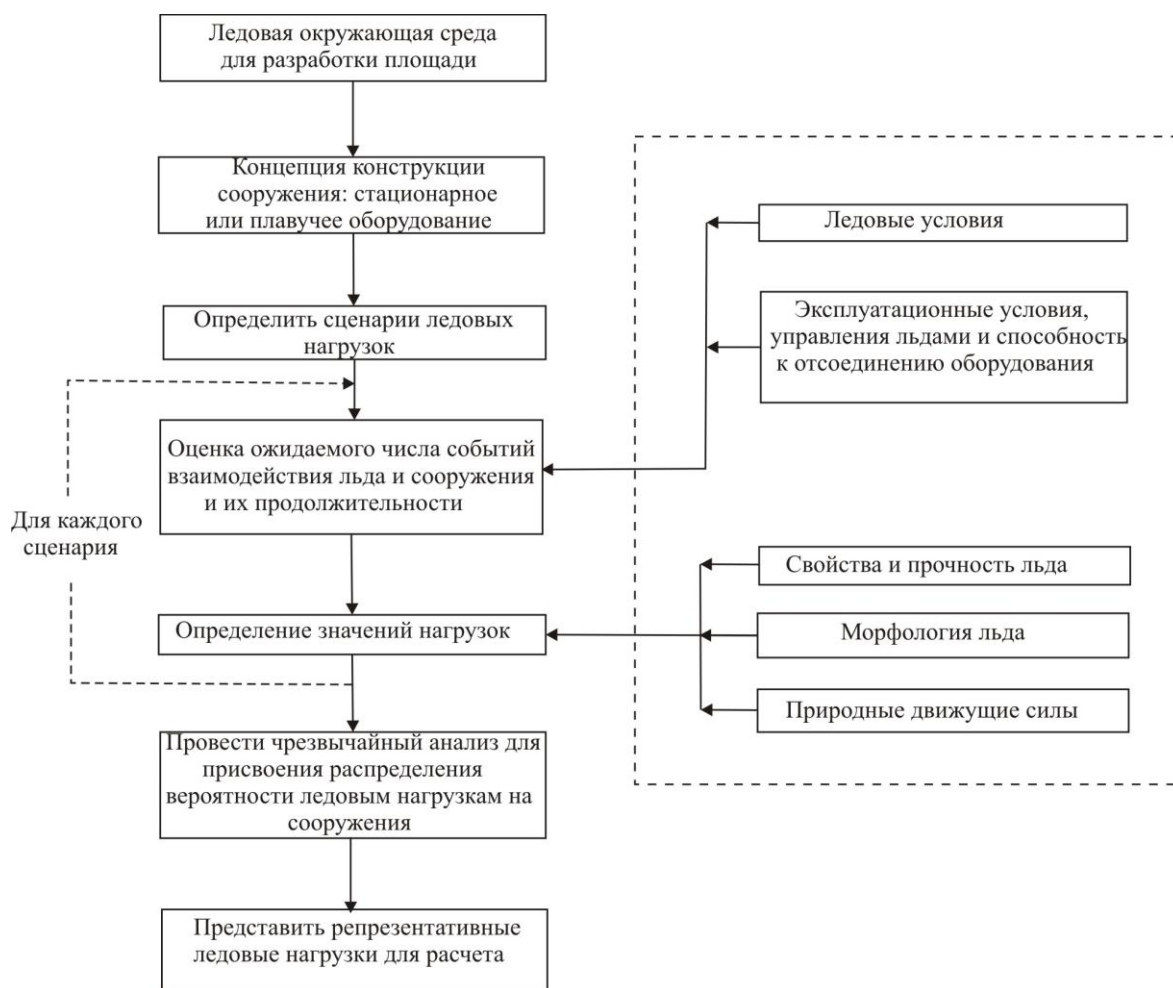 Ледовая окружающая среда
для разработки площади
Концепция конструкции
сооружения: стационарное
или плавучее оборудование
Определить сценарии ледовых
нагрузок
Оценка ожидаемого числа событий
взаимодействия льда и сооружения
и их продолжительности
Для каждого
сценария
Определение значений нагрузок
Провести чрезвычайный анализ для
присвоения распределения
вероятности ледовым нагрузкам на
сооружения
Представить репрезентативные
ледовые нагрузки для расчета
Ледовые условия
Эксплуатационные условия,
управления льдами и способность
к отсоединению оборудования
Свойства и прочность льда
Морфология льда
Природные движущие силы